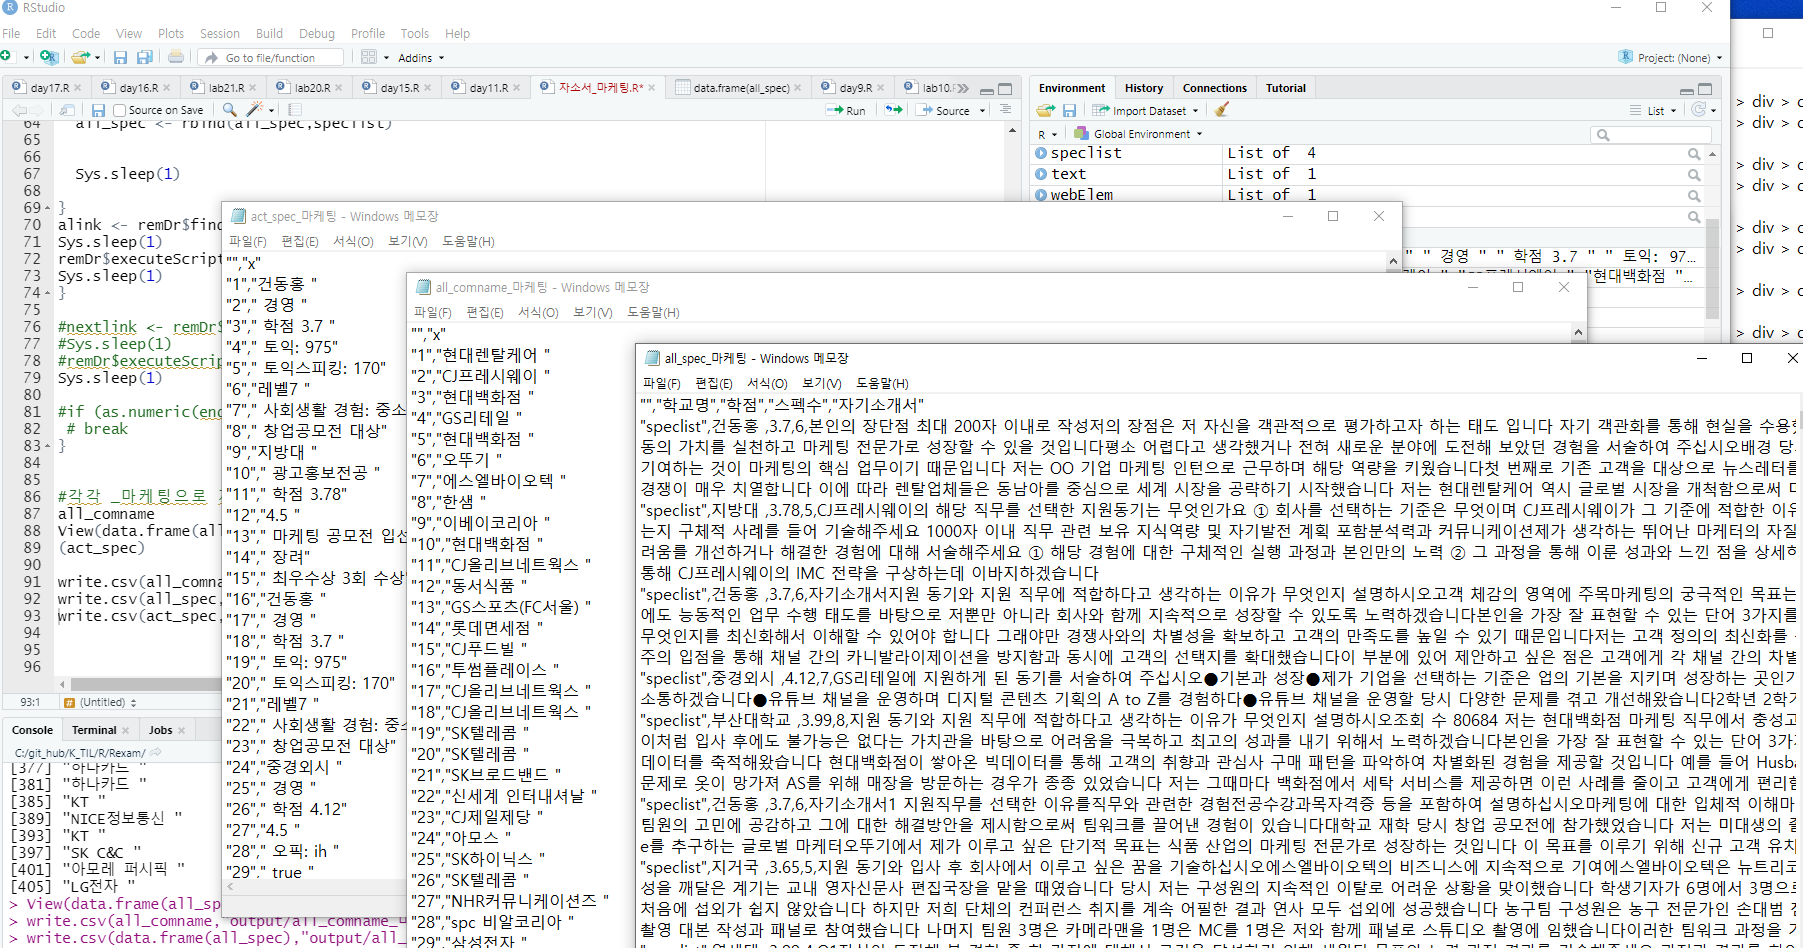 RStudio
File Edit Code View Plots Session Build Debug Profile Tools Help
Go to file/function Addins Project: (None)
day17.R day16.R lab21.R lab20.R day15.R day11.R 자소서_마케팅.R* data.frame(all_spec) day9.R lab10.
Source on Save Run Source
64 all_spec <- rbind(all_spec,speclist)
65
66
67 Sys.sleep(1)
68
69 }
70 alink <- remDr$find
71 Sys.sleep(1)
72 remDr$executeScript
73 Sys.sleep(1)
74 }
75
76 #nextlink <- remDr$
77 #Sys.sleep(1)
78 #remDr$executeScrip
79 Sys.sleep(1)
80
81 #if (as.numeric(end
82 # break
83 }
84
85
86 #각각 _마케팅으로
87 all_comname
88 View(data.frame(all
89 (act_spec)
90
91 write.csv(all_comna
92 write.csv(all_spec,
93 write.csv(act_spec,
94
95
96
93:1 (Untitled)
Console Terminal Jobs
C:/git_hub/K_TIL/R/Rexam/
[377] "하나카드 "
[381] "하나카드 "
[385] "KT "
[389] "NICE정보통신 "
[393] "KT "
[397] "SK C&C "
[401] "아모레 퍼시픽 "
[405] "LG전자 "
> View(data.frame(all_sp
> write.csv(all_comname,"output/all_comname_
> write.csv(data.frame(all_spec),"output/all_
Environment History Connections Tutorial
Import Dataset List
R Global Environment
speclist List of 4
text List of 1
webElem List of 1
" " 경영 " " 학점 3.7 " " 토익: 97…
"현대백화점 "…
> div > c
> div > c
> div > c
> div > c
> div > c
> div > c
> div > c
> div > c
act_spec_마케팅 - Windows 메모장
파일(F) 편집(E) 서식(O) 보기(V) 도움말(H)
"","x"
"1","건동홍 "
"2"," 경영 "
"3"," 학점 3.7 "
"4"," 토익: 975"
"5"," 토익스피킹: 170"
"6","레벨7 "
"7"," 사회생활 경험: 중소
"8"," 창업공모전 대상"
"9","지방대 "
"10"," 광고홍보전공 "
"11"," 학점 3.78"
"12","4.5 "
"13"," 마케팅 공모전 입선
"14"," 장려"
"15"," 최우수상 3회 수상
"16","건동홍 "
"17"," 경영 "
"18"," 학점 3.7 "
"19"," 토익: 975"
"20"," 토익스피킹: 170"
"21","레벨7 "
"22"," 사회생활 경험: 중소
"23"," 창업공모전 대상"
"24","중경외시 "
"25"," 경영 "
"26"," 학점 4.12"
"27","4.5 "
"28"," 오픽: ih "
"29"," true "
all_comname_마케팅 - Windows 메모장
파일(F) 편집(E) 서식(O) 보기(V) 도움말(H)
"","x"
"1","현대렌탈케어 "
"2","CJ프레시웨이 "
"3","현대백화점 "
"4","GS리테일 "
"5","현대백화점 "
"6","오뚜기 "
"7","에스엘바이오텍 "
"8","한샘 "
"9","이베이코리아 "
"10","현대백화점 "
"11","CJ올리브네트웍스 "
"12","동서식품 "
"13","GS스포츠(FC서울) "
"14","롯데면세점 "
"15","CJ푸드빌 "
"16","투썸플레이스 "
"17","CJ올리브네트웍스 "
"18","CJ올리브네트웍스 "
"19","SK텔레콤 "
"20","SK텔레콤 "
"21","SK브로드밴드 "
"22","신세계 인터내셔날 "
"23","CJ제일제당 "
"24","아모스 "
"25","SK하이닉스 "
"26","SK텔레콤 "
"27","NHR커뮤니케이션즈 "
"28","spc 비알코리아 "
"29","삼성전자 "
all_spec_마케팅 - Windows 메모장
파일(F) 편집(E) 서식(O) 보기(V) 도움말(H)
"","학교명","학점","스펙수","자기소개서"
"speclist",건동홍 ,3.7,6,본인의 장단점 최대 200자 이내로 작성저의 장점은 저 자신을 객관적으로 평가하고자 하는 태도 입니다 자기 객관화를 통해 현실을 수용
동의 가치를 실천하고 마케팅 전문가로 성장할 수 있을 것입니다평소 어렵다고 생각했거나 전혀 새로운 분야에 도전해 보았던 경험을 서술하여 주십시오배경 당
기여하는 것이 마케팅의 핵심 업무이기 때문입니다 저는 OO 기업 마케팅 인턴으로 근무하며 해당 역량을 키웠습니다첫 번째로 기존 고객을 대상으로 뉴스레터를
경쟁이 매우 치열합니다 이에 따라 렌탈업체들은 동남아를 중심으로 세계 시장을 공략하기 시작했습니다 저는 현대렌탈케어 역시 글로벌 시장을 개척함으로써
"speclist",지방대 ,3.78,5,CJ프레시웨이의 해당 직무를 선택한 지원동기는 무엇인가요 ① 회사를 선택하는 기준은 무엇이며 CJ프레시웨이가 그 기준에 적합한 이유
는지 구체적 사례를 들어 기술해주세요 1000자 이내 직무 관련 보유 지식역량 및 자기발전 계획 포함분석력과 커뮤니케이션제가 생각하는 뛰어난 마케터의 자질
려움을 개선하거나 해결한 경험에 대해 서술해주세요 ① 해당 경험에 대한 구체적인 실행 과정과 본인만의 노력 ② 그 과정을 통해 이룬 성과와 느낀 점을 상세히
통해 CJ프레시웨이의 IMC 전략을 구상하는데 이바지하겠습니다
"speclist",건동홍 ,3.7,6,자기소개서지원 동기와 지원 직무에 적합하다고 생각하는 이유가 무엇인지 설명하시오고객 체감의 영역에 주목마케팅의 궁극적인 목표는
에도 능동적인 업무 수행 태도를 바탕으로 저뿐만 아니라 회사와 함께 지속적으로 성장할 수 있도록 노력하겠습니다본인을 가장 잘 표현할 수 있는 단어 3가지를
무엇인지를 최신화해서 이해할 수 있어야 합니다 그래야만 경쟁사와의 차별성을 확보하고 고객의 만족도를 높일 수 있기 때문입니다저는 고객 정의의 최신화를
주의 입점을 통해 채널 간의 카니발라이제이션을 방지함과 동시에 고객의 선택지를 확대했습니다이 부분에 있어 제안하고 싶은 점은 고객에게 각 채널 간의 차별
"speclist",중경외시 ,4.12,7,GS리테일에 지원하게 된 동기를 서술하여 주십시오●기본과 성장●제가 기업을 선택하는 기준은 업의 기본을 지키며 성장하는 곳인가
소통하겠습니다●유튜브 채널을 운영하며 디지털 콘텐츠 기획의 A to Z를 경험하다●유튜브 채널을 운영할 당시 다양한 문제를 겪고 개선해왔습니다2학년 2학기
"speclist",부산대학교 ,3.99,8,지원 동기와 지원 직무에 적합하다고 생각하는 이유가 무엇인지 설명하시오조회 수 80684 저는 현대백화점 마케팅 직무에서 충성고
이처럼 입사 후에도 불가능은 없다는 가치관을 바탕으로 어려움을 극복하고 최고의 성과를 내기 위해서 노력하겠습니다본인을 가장 잘 표현할 수 있는 단어 3가지
데이터를 축적해왔습니다 현대백화점이 쌓아온 빅데이터를 통해 고객의 취향과 관심사 구매 패턴을 파악하여 차별화된 경험을 제공할 것입니다 예를 들어 Husba
문제로 옷이 망가져 AS를 위해 매장을 방문하는 경우가 종종 있었습니다 저는 그때마다 백화점에서 세탁 서비스를 제공하면 이런 사례를 줄이고 고객에게 편리함
"speclist",건동홍 ,3.7,6,자기소개서1 지원직무를 선택한 이유를직무와 관련한 경험전공수강과목자격증 등을 포함하여 설명하십시오마케팅에 대한 입체적 이해마
팀원의 고민에 공감하고 그에 대한 해결방안을 제시함으로써 팀워크를 끌어낸 경험이 있습니다대학교 재학 당시 창업 공모전에 참가했었습니다 저는 미대생의 졸
e를 추구하는 글로벌 마케터오뚜기에서 제가 이루고 싶은 단기적 목표는 식품 산업의 마케팅 전문가로 성장하는 것입니다 이 목표를 이루기 위해 신규 고객 유치
"speclist",지거국 ,3.65,5,지원 동기와 입사 후 회사에서 이루고 싶은 꿈을 기술하십시오에스엘바이오텍의 비즈니스에 지속적으로 기여에스엘바이오텍은 뉴트리코
성을 깨달은 계기는 교내 영자신문사 편집국장을 맡을 때였습니다 당시 저는 구성원의 지속적인 이탈로 어려운 상황을 맞이했습니다 학생기자가 6명에서 3명으로
처음에 섭외가 쉽지 않았습니다 하지만 저희 단체의 컨퍼런스 취지를 계속 어필한 결과 연사 모두 섭외에 성공했습니다 농구팀 구성원은 농구 전문가인 손대범
촬영 대본 작성과 패널로 참여했습니다 나머지 팀원 3명은 카메라맨을 1명은 MC를 1명은 저와 함께 패널로 스튜디오 촬영에 임했습니다이러한 팀워크 과정을